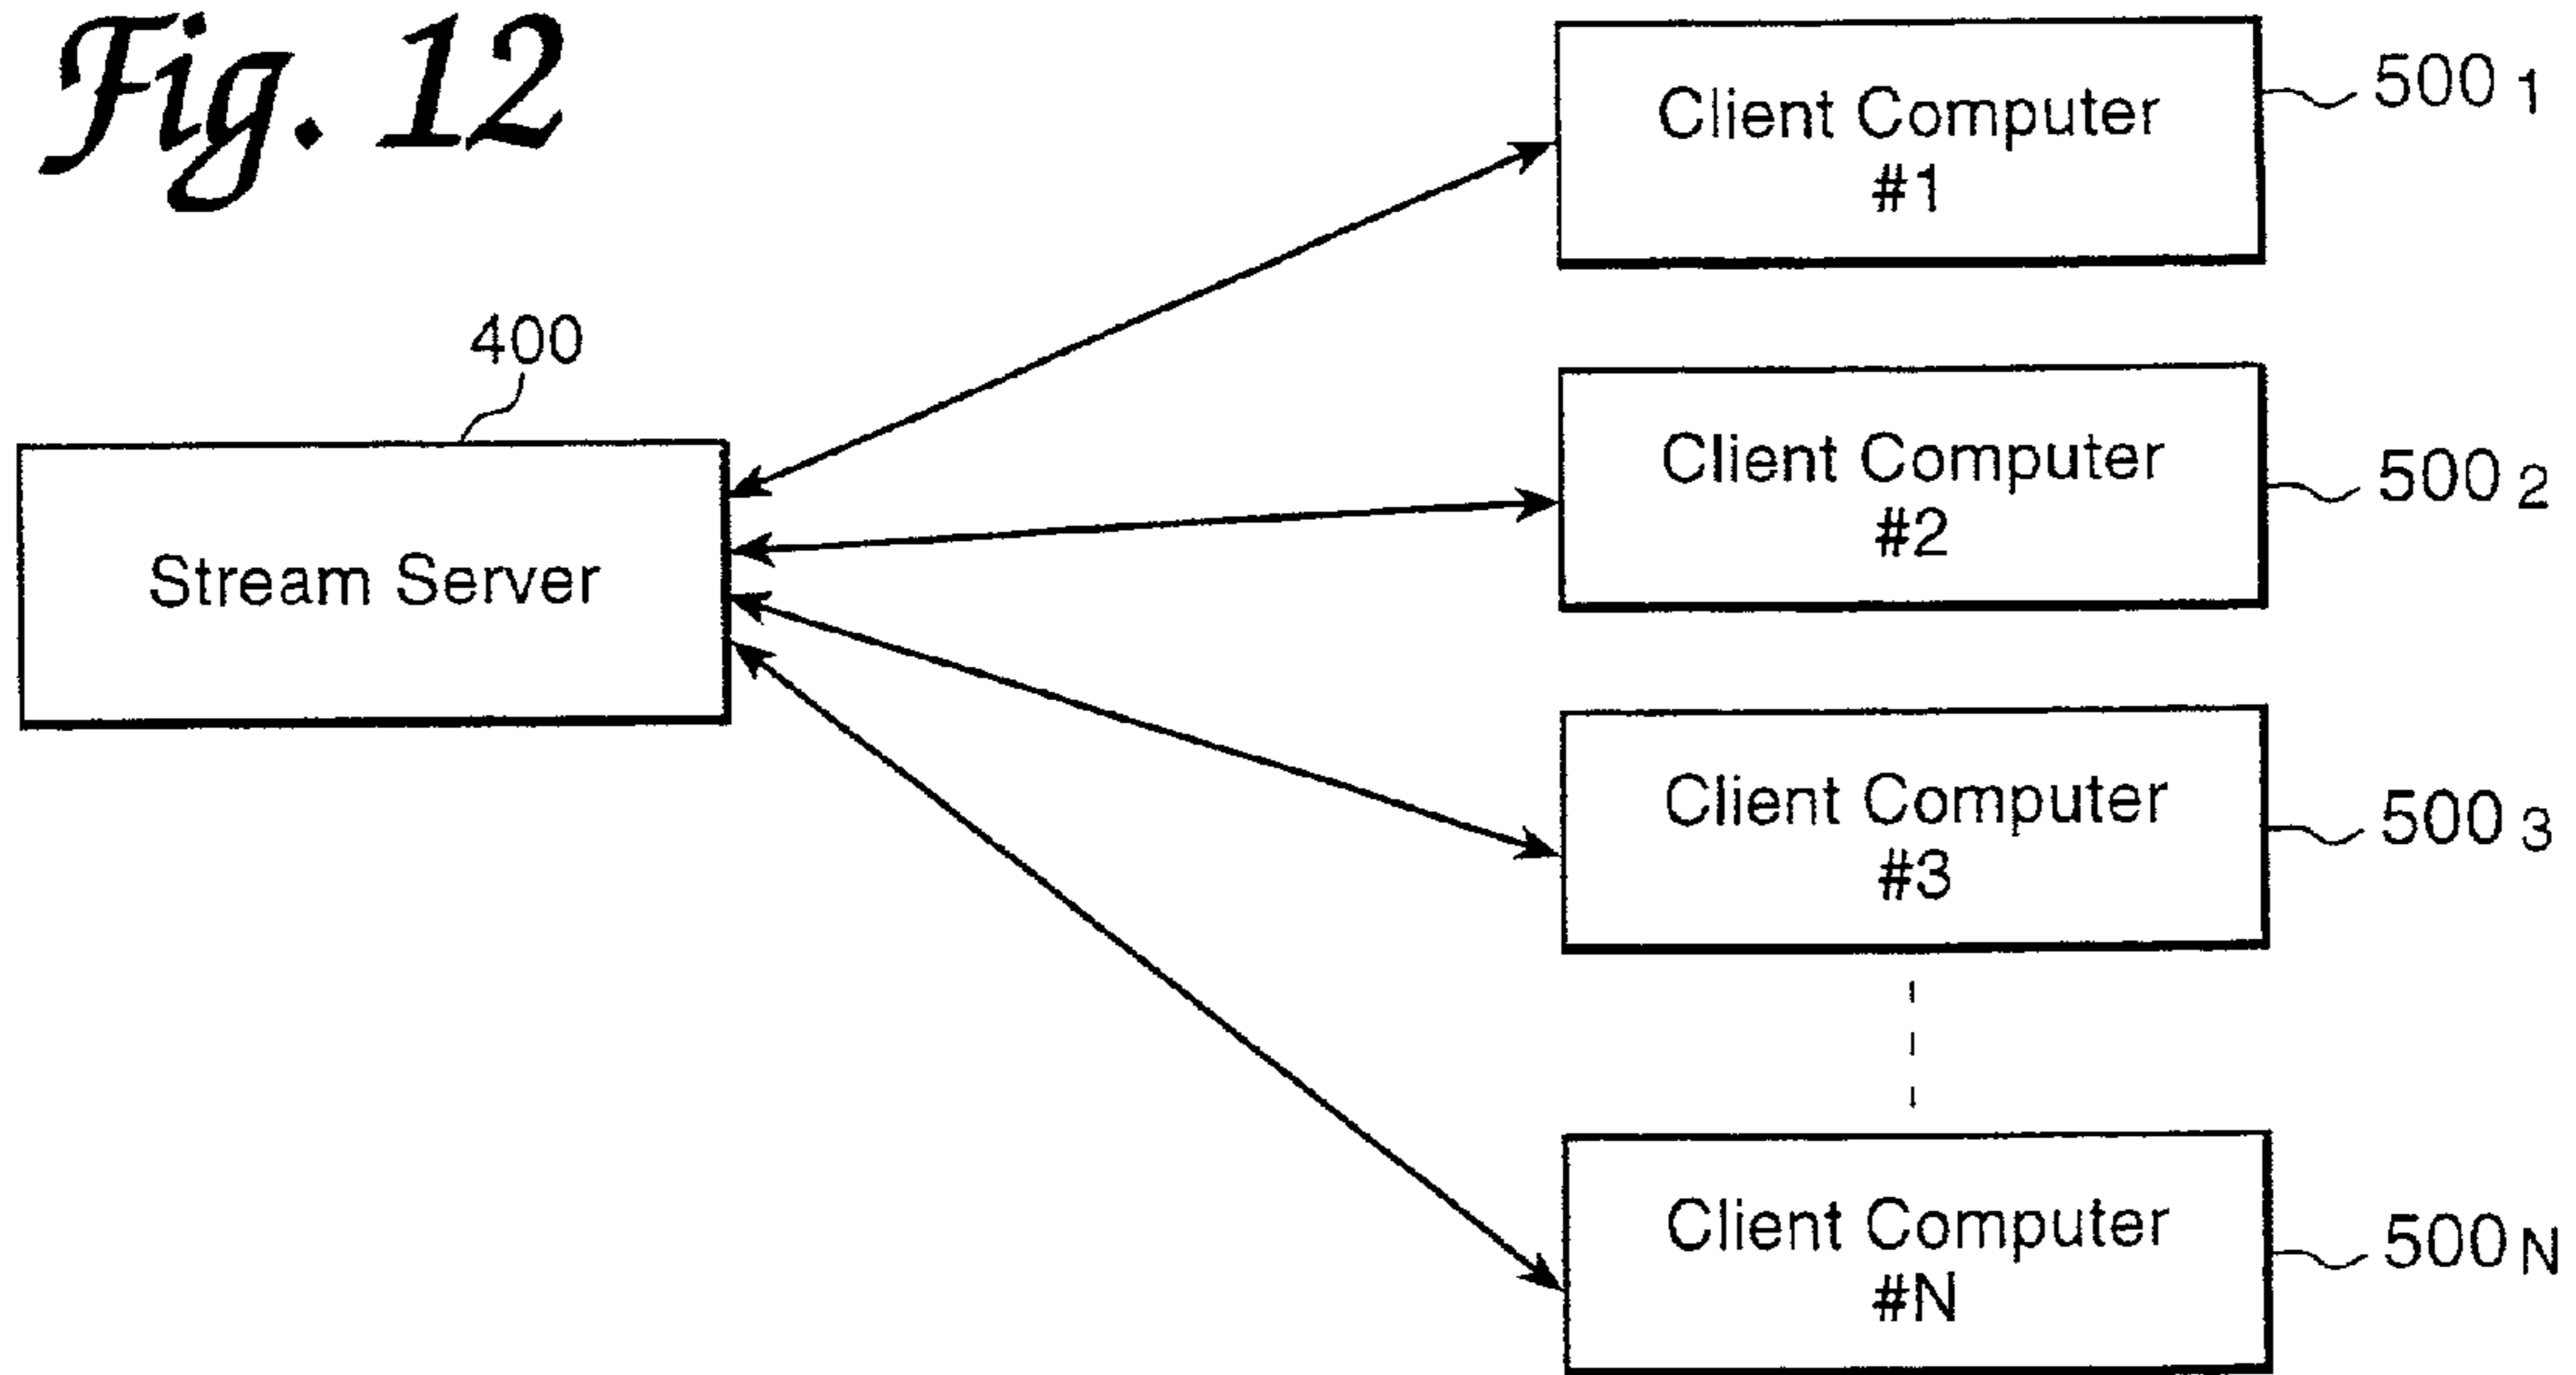 Fig. 12
Client Computer
#1
500 1
400
Stream Server
Client Computer
#2
500 2
Client Computer
#3
500 3
Client Computer
#N
500 N